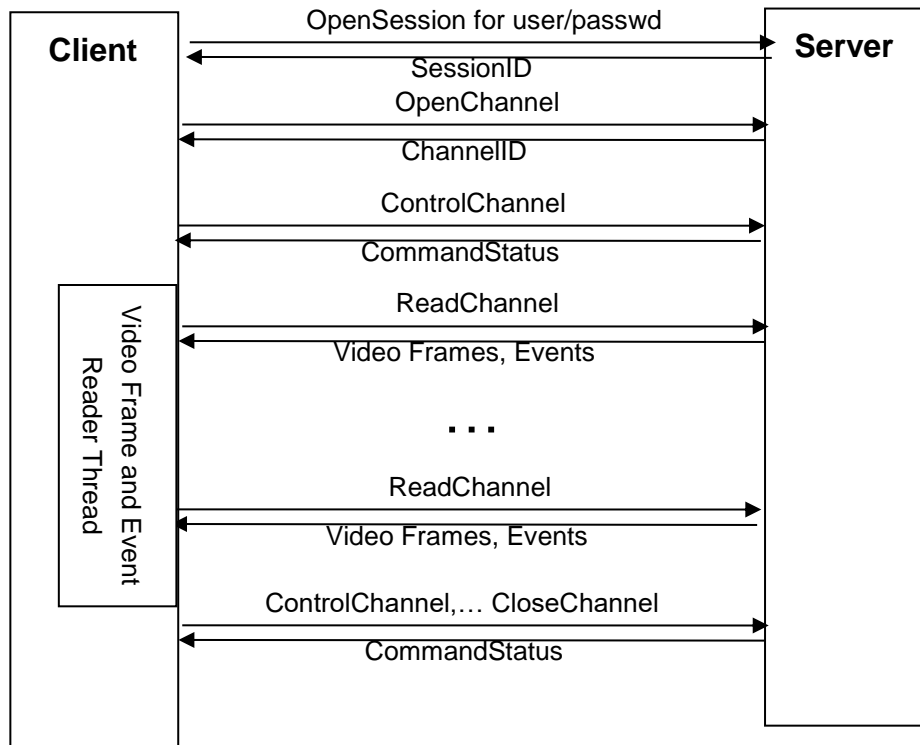 OpenSession for user/passwd
Client
Server
SessionID
OpenChannel
ChannelID
ControlChannel
CommandStatus
Video Frame and Event
Reader Thread
ReadChannel
Video Frames, Events
...
ReadChannel
Video Frames, Events
ControlChannel,... CloseChannel
CommandStatus